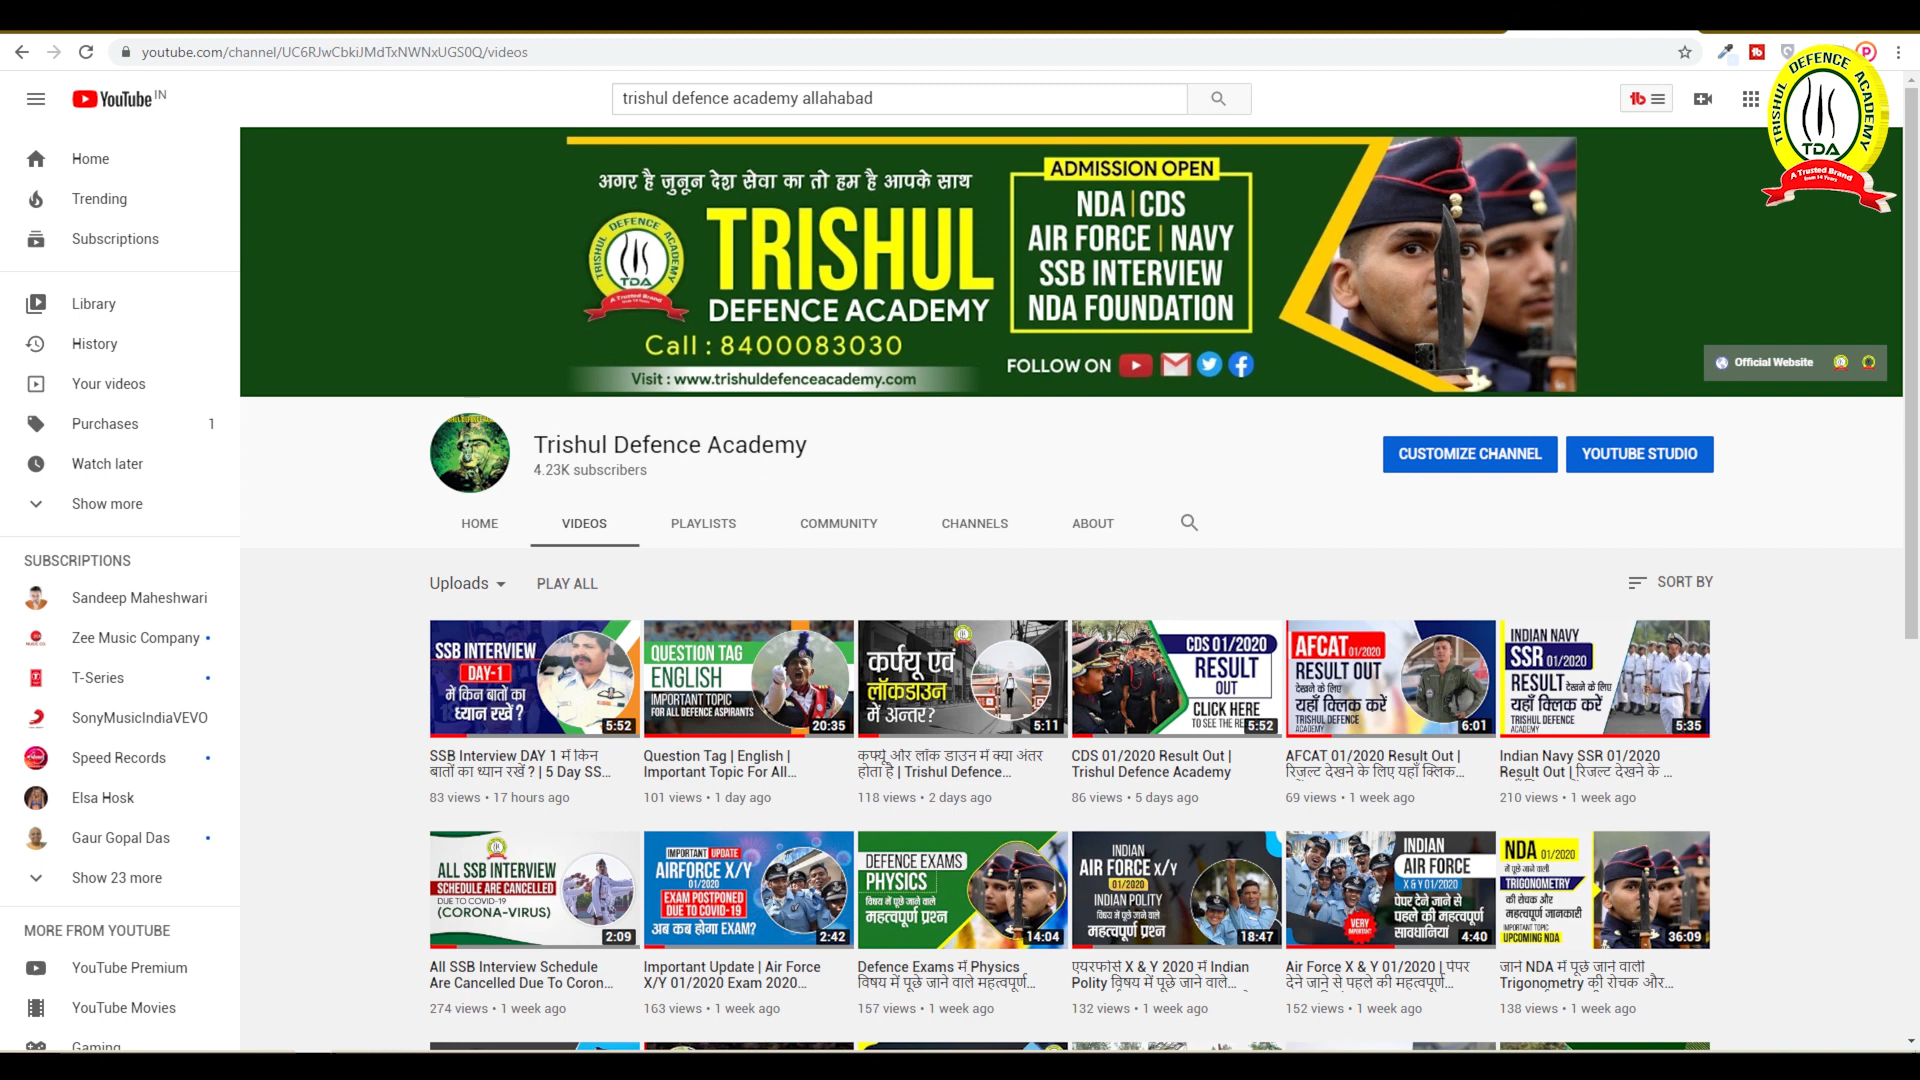 youtube.com/channel/UC6RJwCbkiJMdTxNWNxUGS0Q/videos
YouTube IN
trishul defence academy allahabad
TRISHUL DEFENCE ACADEMY
TDA
A Trusted Brand
from 14 Years
Home
Trending
Subscriptions
Library
History
Your videos
Purchases 1
Watch later
Show more
SUBSCRIPTIONS
Sandeep Maheshwari
Zee Music Company
T-Series
SonyMusicIndiaVEVO
Speed Records
Elsa Hosk
Gaur Gopal Das
Show 23 more
MORE FROM YOUTUBE
YouTube Premium
YouTube Movies
Gaming
अगर है जुनून देश सेवा का तो हम है आपके साथ
TRISHUL DEFENCE ACADEMY
TDA
A Trusted Brand
TRISHUL
DEFENCE ACADEMY
Call : 8400083030
Visit : www.trishuldefenceacademy.com
ADMISSION OPEN
NDA | CDS
AIR FORCE | NAVY
SSB INTERVIEW
NDA FOUNDATION
FOLLOW ON
Official Website
Trishul Defence Academy
4.23K subscribers
CUSTOMIZE CHANNEL
YOUTUBE STUDIO
HOME VIDEOS PLAYLISTS COMMUNITY CHANNELS ABOUT
Uploads PLAY ALL SORT BY
SSB INTERVIEW
DAY-1
में किन बातों का
ध्यान रखें ?
5:52
SSB Interview DAY 1 में किन
बातों का ध्यान रखें ? | 5 Day SS...
83 views • 17 hours ago
QUESTION TAG
ENGLISH
IMPORTANT TOPIC
FOR ALL DEFENCE ASPIRANTS
20:35
Question Tag | English |
Important Topic For All...
101 views • 1 day ago
कर्फ्यू एवं
लॉकडाउन
में अन्तर?
5:11
कर्फ्यू और लॉक डाउन में क्या अंतर
होता है | Trishul Defence...
118 views • 2 days ago
CDS 01/2020
RESULT
OUT
CLICK HERE
TO SEE THE RE
5:52
CDS 01/2020 Result Out |
Trishul Defence Academy
86 views • 5 days ago
AFCAT 01/2020
RESULT OUT
देखने के लिए
यहाँ क्लिक करें
TRISHUL DEFENCE
ACADEMY
6:01
AFCAT 01/2020 Result Out |
रिजल्ट देखने के लिए यहाँ क्लिक...
69 views • 1 week ago
INDIAN NAVY
SSR 01/2020
RESULT देखने के लिए
यहाँ क्लिक करें
TRISHUL DEFENCE
ACADEMY
5:35
Indian Navy SSR 01/2020
Result Out | रिजल्ट देखने के ...
210 views • 1 week ago
ALL SSB INTERVIEW
SCHEDULE ARE CANCELLED
DUE TO COVID-19
(CORONA-VIRUS)
2:09
All SSB Interview Schedule
Are Cancelled Due To Coron...
274 views • 1 week ago
IMPORTANT UPDATE
AIRFORCE X/Y
01/2020
EXAM POSTPONED
DUE TO COVID-19
अब कब होगा EXAM?
2:42
Important Update | Air Force
X/Y 01/2020 Exam 2020...
163 views • 1 week ago
DEFENCE EXAMS
PHYSICS
विषय में पूछे जाने वाले
महत्वपूर्ण प्रश्न
14:04
Defence Exams में Physics
विषय में पूछे जाने वाले महत्वपूर्ण...
157 views • 1 week ago
INDIAN
AIR FORCE X/Y
01/2020
INDIAN POLITY
विषय में पूछे जाने वाले
महत्वपूर्ण प्रश्न
18:47
एयरफोर्स X & Y 2020 में Indian
Polity विषय में पूछे जाने वाले...
132 views • 1 week ago
INDIAN
AIR FORCE
X & Y 01/2020
पेपर देने जाने से
पहले की महत्वपूर्ण
सावधानियां
VERY
IMPORTANT
4:40
Air Force X & Y 01/2020 | पेपर
देने जाने से पहले की महत्वपूर्ण...
152 views • 1 week ago
NDA 01/2020
में पूछे जाने वाली
TRIGONOMETRY
की रोचक और
महत्वपूर्ण जानकारी
IMPORTANT TOPIC
UPCOMING NDA
36:09
जाने NDA में पूछे जाने वाली
Trigonometry की रोचक और...
138 views • 1 week ago